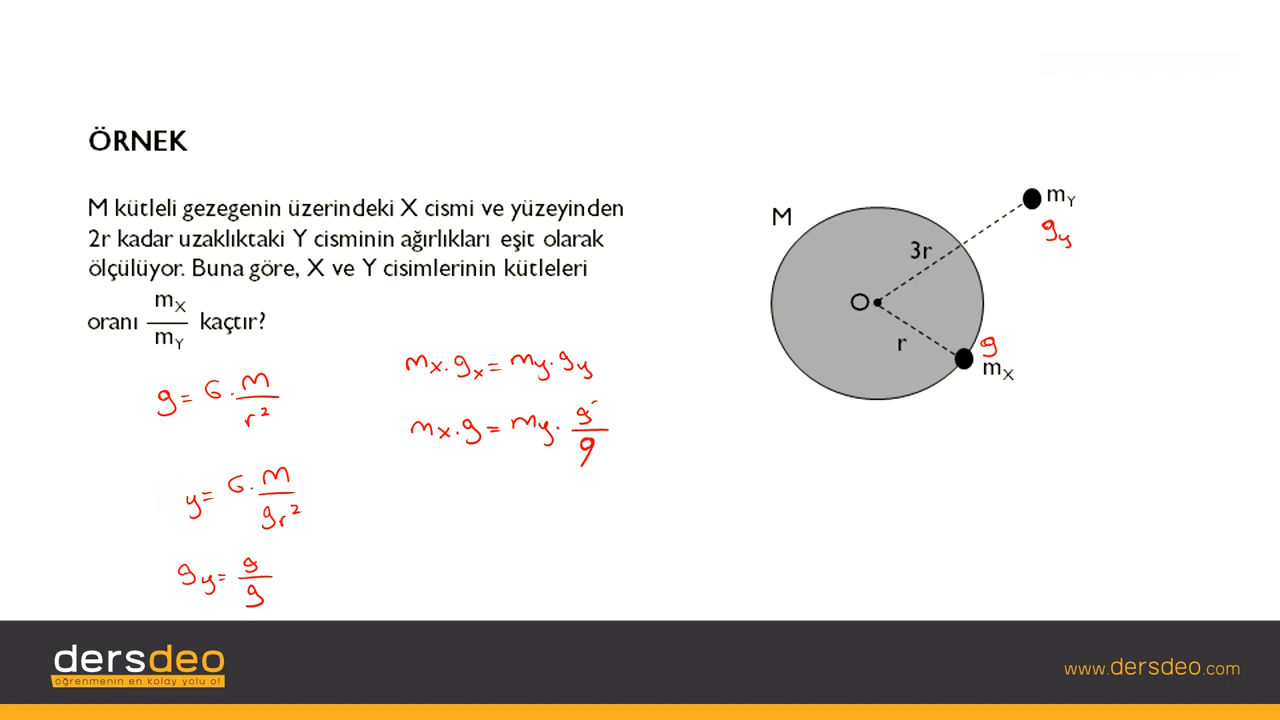 ÖRNEK
M kütleli gezegenin üzerindeki X cismi ve yüzeyinden
2r kadar uzaklıktaki Y cisminin ağırlıkları eşit olarak
ölçülüyor. Buna göre, X ve Y cisimlerinin kütleleri
oranı mX/mY kaçtır?
g = G . M/r²
y = G . M/9r²
gy = g/9
mx . gx = my . gy
mx . g = my . g/9
M
mY
gy
3r
O
r
g
mX
dersdeo
öğrenmenin en kolay yolu o!
www.dersdeo.com